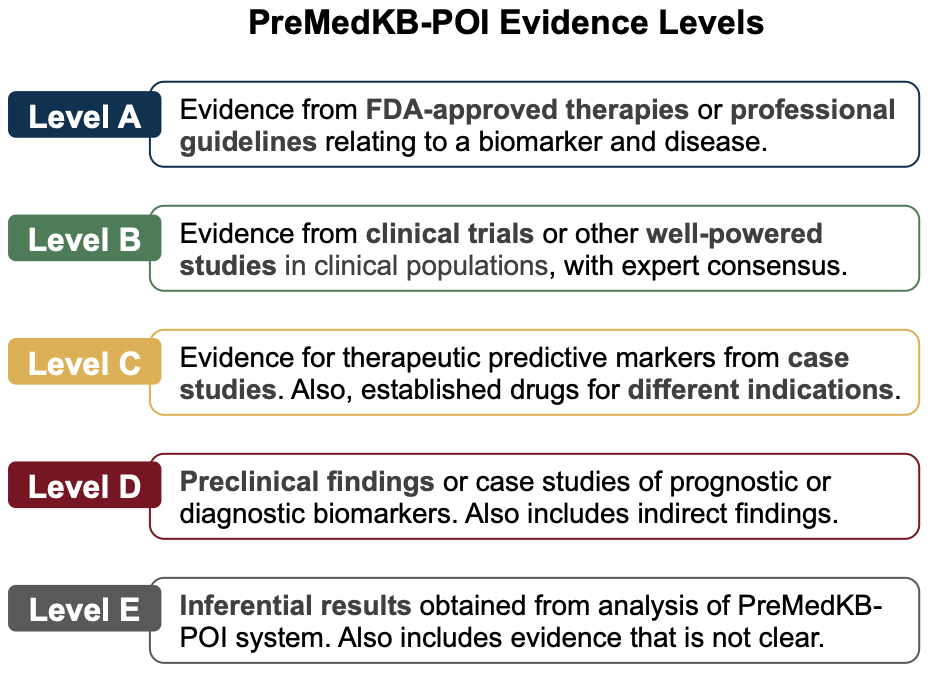 PreMedKB-POI Evidence Levels
Level A
Evidence from FDA-approved therapies or professional
guidelines relating to a biomarker and disease.
Level B
Evidence from clinical trials or other well-powered
studies in clinical populations, with expert consensus.
Level C
Evidence for therapeutic predictive markers from case
studies. Also, established drugs for different indications.
Level D
Preclinical findings or case studies of prognostic or
diagnostic biomarkers. Also includes indirect findings.
Level E
Inferential results obtained from analysis of PreMedKB-
POI system. Also includes evidence that is not clear.